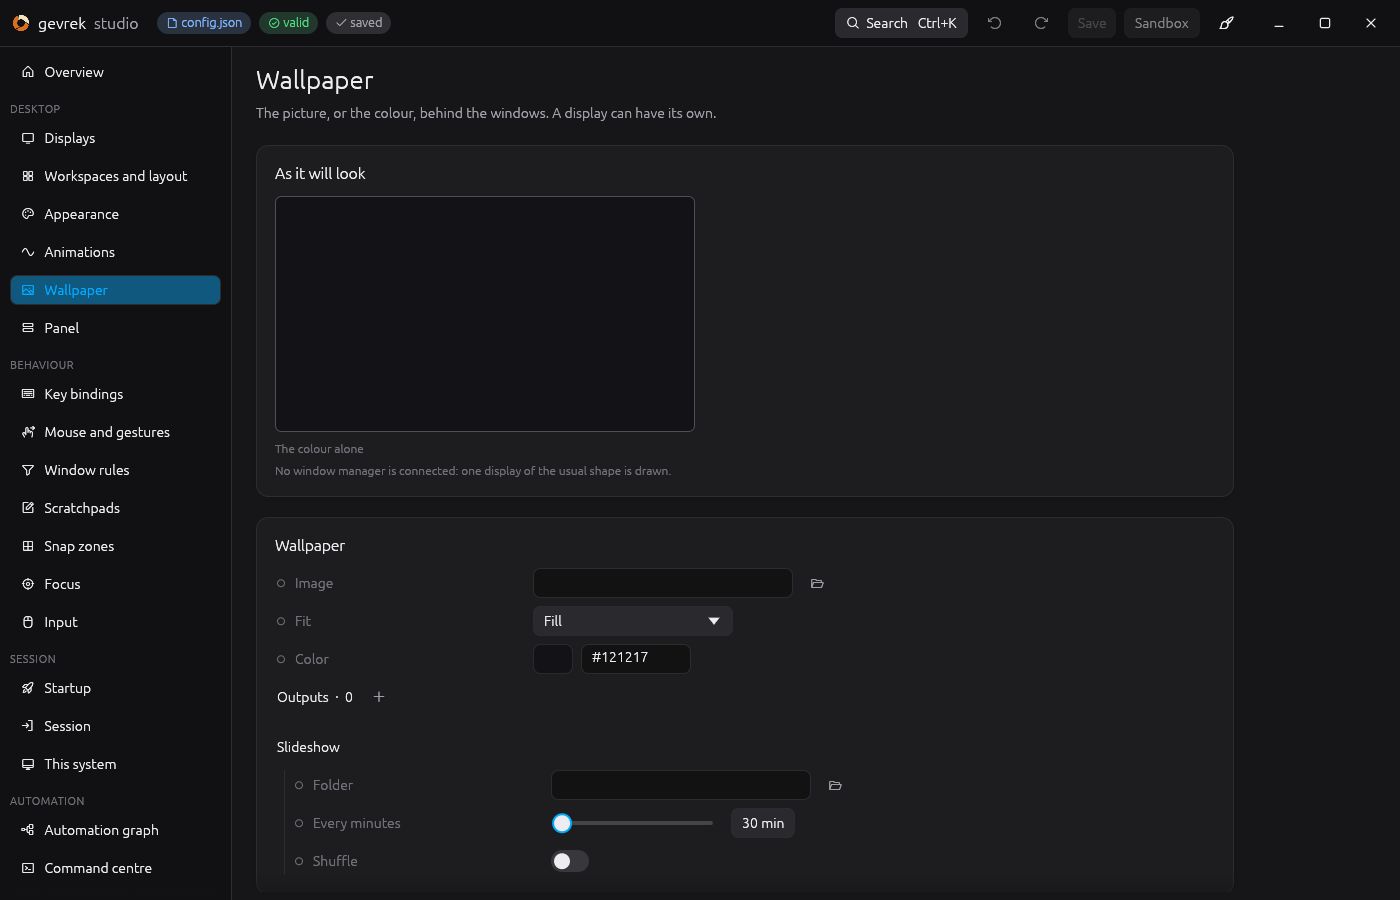 gevrek studio
config.json
valid
saved
Search Ctrl+K
Save
Sandbox
Overview
DESKTOP
Displays
Workspaces and layout
Appearance
Animations
Wallpaper
Panel
BEHAVIOUR
Key bindings
Mouse and gestures
Window rules
Scratchpads
Snap zones
Focus
Input
SESSION
Startup
Session
This system
AUTOMATION
Automation graph
Command centre
Wallpaper
The picture, or the colour, behind the windows. A display can have its own.
As it will look
The colour alone
No window manager is connected: one display of the usual shape is drawn.
Wallpaper
Image
Fit
Fill
Color
#121217
Outputs · 0
Slideshow
Folder
Every minutes
30 min
Shuffle